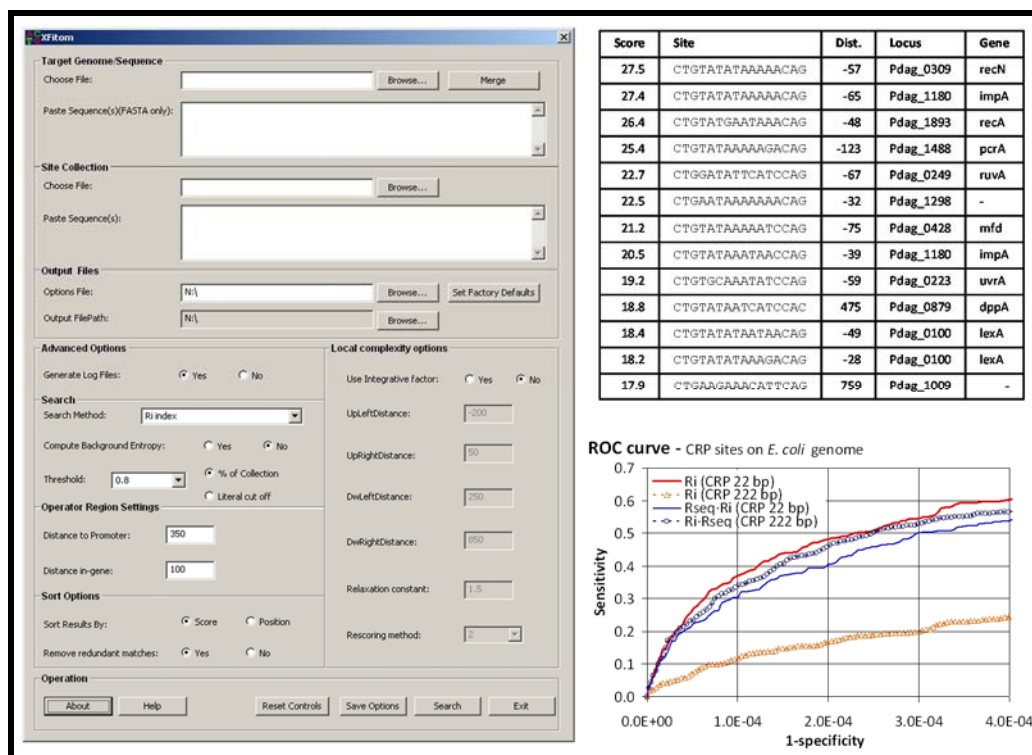 XFitom
Target Genome/Sequence
Choose File:
Browse...
Merge
Paste Sequence(s)(FASTA only):
Site Collection
Choose File:
Browse...
Paste Sequence(s):
Output Files
Options File:
N:\
Browse...
Set Factory Defaults
Output FilePath:
N:\
Browse...
Advanced Options
Generate Log Files:
Yes
No
Search
Search Method:
Ri index
Compute Background Entropy:
Yes
No
Threshold:
0.8
% of Collection
Literal cut off
Operator Region Settings
Distance to Promoter:
350
Distance in-gene:
100
Sort Options
Sort Results By:
Score
Position
Remove redundant matches:
Yes
No
Local complexity options
Use Integrative factor:
Yes
No
UpLeftDistance:
-200
UpRightDistance:
50
DwLeftDistance:
250
DwRightDistance:
850
Relaxation constant:
1.5
Rescoring method:
2
Operation
About
Help
Reset Controls
Save Options
Search
Exit
Score Site Dist. Locus Gene
27.5 CTGTATATAAAAACAG -57 Pdag_0309 recN
27.4 CTGTATATAAAAACAG -65 Pdag_1180 impA
26.4 CTGTATGAATAAACAG -48 Pdag_1893 recA
25.4 CTGTATAAAAAGACAG -123 Pdag_1488 pcrA
22.7 CTGGATATTCATCCAG -67 Pdag_0249 ruvA
22.5 CTGAATAAAAAAACAG -32 Pdag_1298 -
21.2 CTGTATAAAAATCCAG -75 Pdag_0428 mfd
20.5 CTGTATAAATAACCAG -39 Pdag_1180 impA
19.2 CTGTGCAAATATCCAG -59 Pdag_0223 uvrA
18.8 CTGTATAATCATCCAC 475 Pdag_0879 dppA
18.4 CTGTATATAATAACAG -49 Pdag_0100 lexA
18.2 CTGTATATAAAGACAG -28 Pdag_0100 lexA
17.9 CTGAAGAAACATTCAG 759 Pdag_1009 -
ROC curve - CRP sites on E. coli genome
Ri (CRP 22 bp)
Ri (CRP 222 bp)
Rseq·Ri (CRP 22 bp)
Ri·Rseq (CRP 222 bp)
Sensitivity
0.7
0.6
0.5
0.4
0.3
0.2
0.1
0.0
0.0E+00 1.0E-04 2.0E-04 3.0E-04 4.0E-04
1-specificity